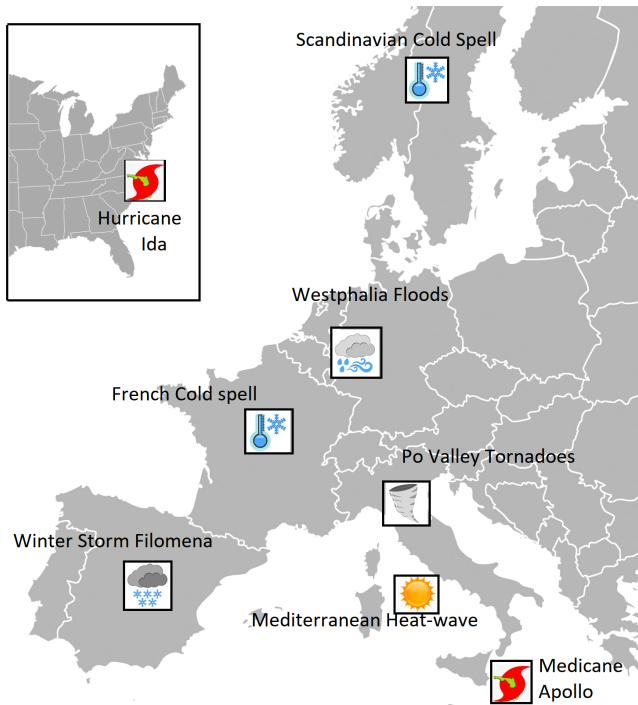 Scandinavian Cold Spell
Hurricane
Ida
Westphalia Floods
French Cold spell
Po Valley Tornadoes
Winter Storm Filomena
Mediterranean Heat-wave
Medicane
Apollo